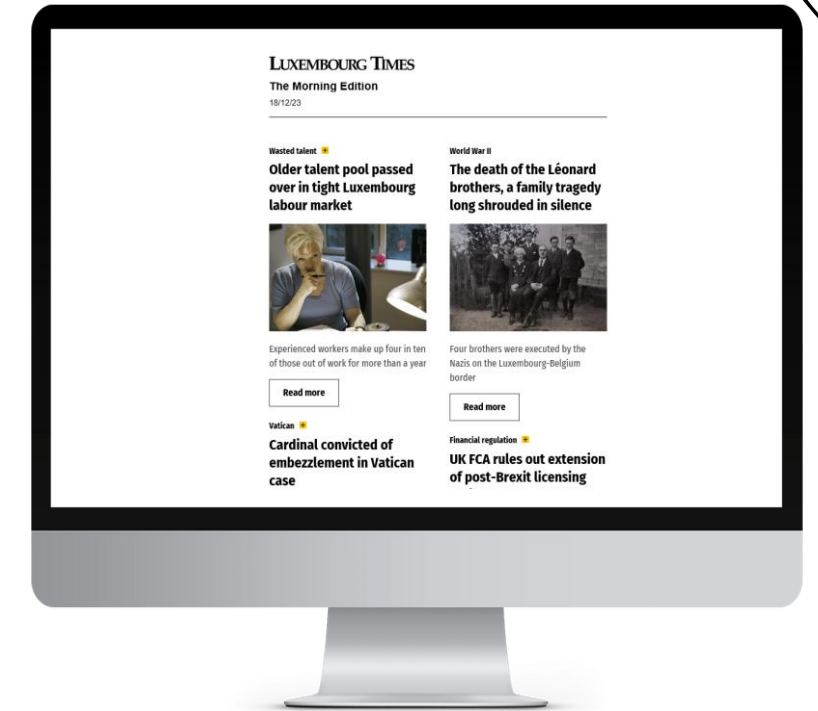 LUXEMBOURG TIMES
The Morning Edition
18/12/23
Wasted talent +
Older talent pool passed
over in tight Luxembourg
labour market
Experienced workers make up four in ten
of those out of work for more than a year
Read more
Vatican +
Cardinal convicted of
embezzlement in Vatican
case
World War II
The death of the Léonard
brothers, a family tragedy
long shrouded in silence
Four brothers were executed by the
Nazis on the Luxembourg-Belgium
border
Read more
Financial regulation +
UK FCA rules out extension
of post-Brexit licensing